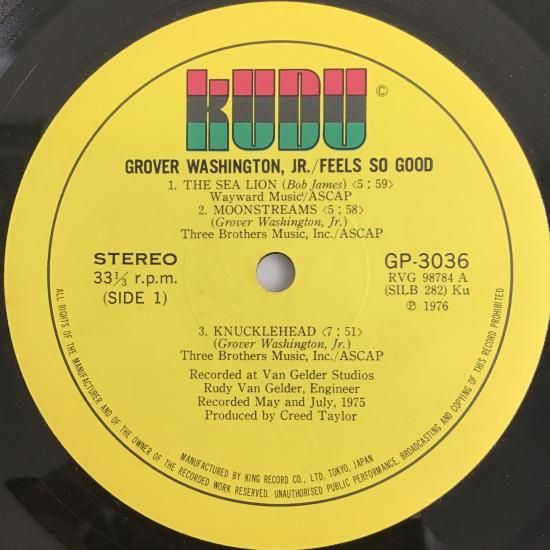 KUDU ©
GROVER WASHINGTON, JR./FEELS SO GOOD
1. THE SEA LION (Bob James) <5:59>
Wayward Music/ASCAP
2. MOONSTREAMS <5:58>
(Grover Washington, Jr.)
Three Brothers Music, Inc./ASCAP
STEREO
33⅓ r.p.m.
(SIDE 1)
GP-3036
RVG 98784 A
(SILB 282) Ku
℗ 1976
3. KNUCKLEHEAD <7:51>
(Grover Washington, Jr.)
Three Brothers Music, Inc./ASCAP
Recorded at Van Gelder Studios
Rudy Van Gelder, Engineer
Recorded May and July, 1975
Produced by Creed Taylor
MANUFACTURED BY KING RECORD CO., LTD. TOKYO, JAPAN
ALL RIGHTS OF THE MANUFACTURER AND OF THE OWNER OF THE RECORDED WORK RESERVED. UNAUTHORISED PUBLIC PERFORMANCE, BROADCASTING AND COPYING OF THIS RECORD PROHIBITED